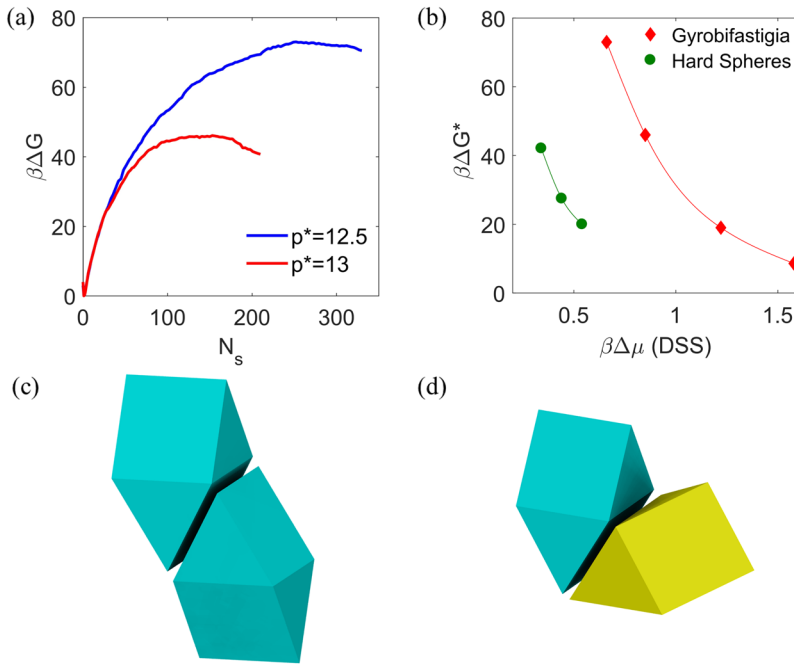 (a)
βΔG
80
60
40
20
0
0 100 200 300
N_s
p*=12.5
p*=13
(b)
βΔG*
80
60
40
20
0
0.5 1 1.5
βΔμ (DSS)
Gyrobifastigia
Hard Spheres
(c)
(d)